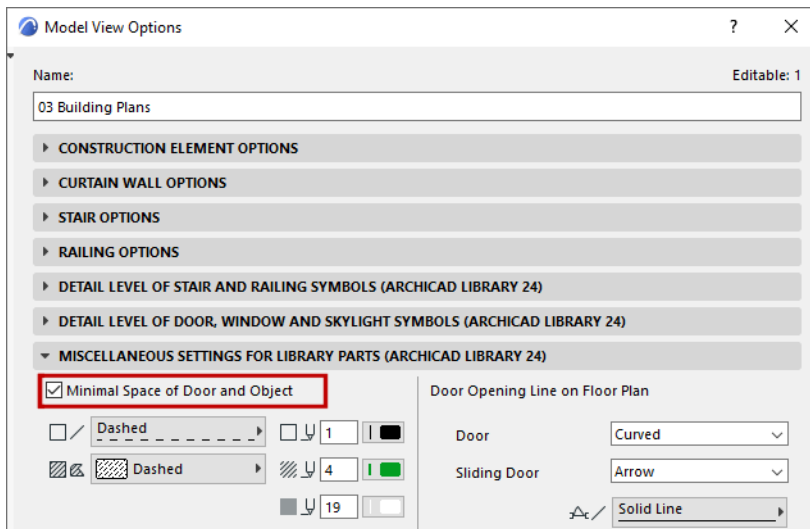 Model View Options
?
Name:
Editable: 1
03 Building Plans
CONSTRUCTION ELEMENT OPTIONS
CURTAIN WALL OPTIONS
STAIR OPTIONS
RAILING OPTIONS
DETAIL LEVEL OF STAIR AND RAILING SYMBOLS (ARCHICAD LIBRARY 24)
DETAIL LEVEL OF DOOR, WINDOW AND SKYLIGHT SYMBOLS (ARCHICAD LIBRARY 24)
MISCELLANEOUS SETTINGS FOR LIBRARY PARTS (ARCHICAD LIBRARY 24)
Minimal Space of Door and Object
Door Opening Line on Floor Plan
Dashed
1
Door
Curved
Dashed
4
Sliding Door
Arrow
19
Solid Line